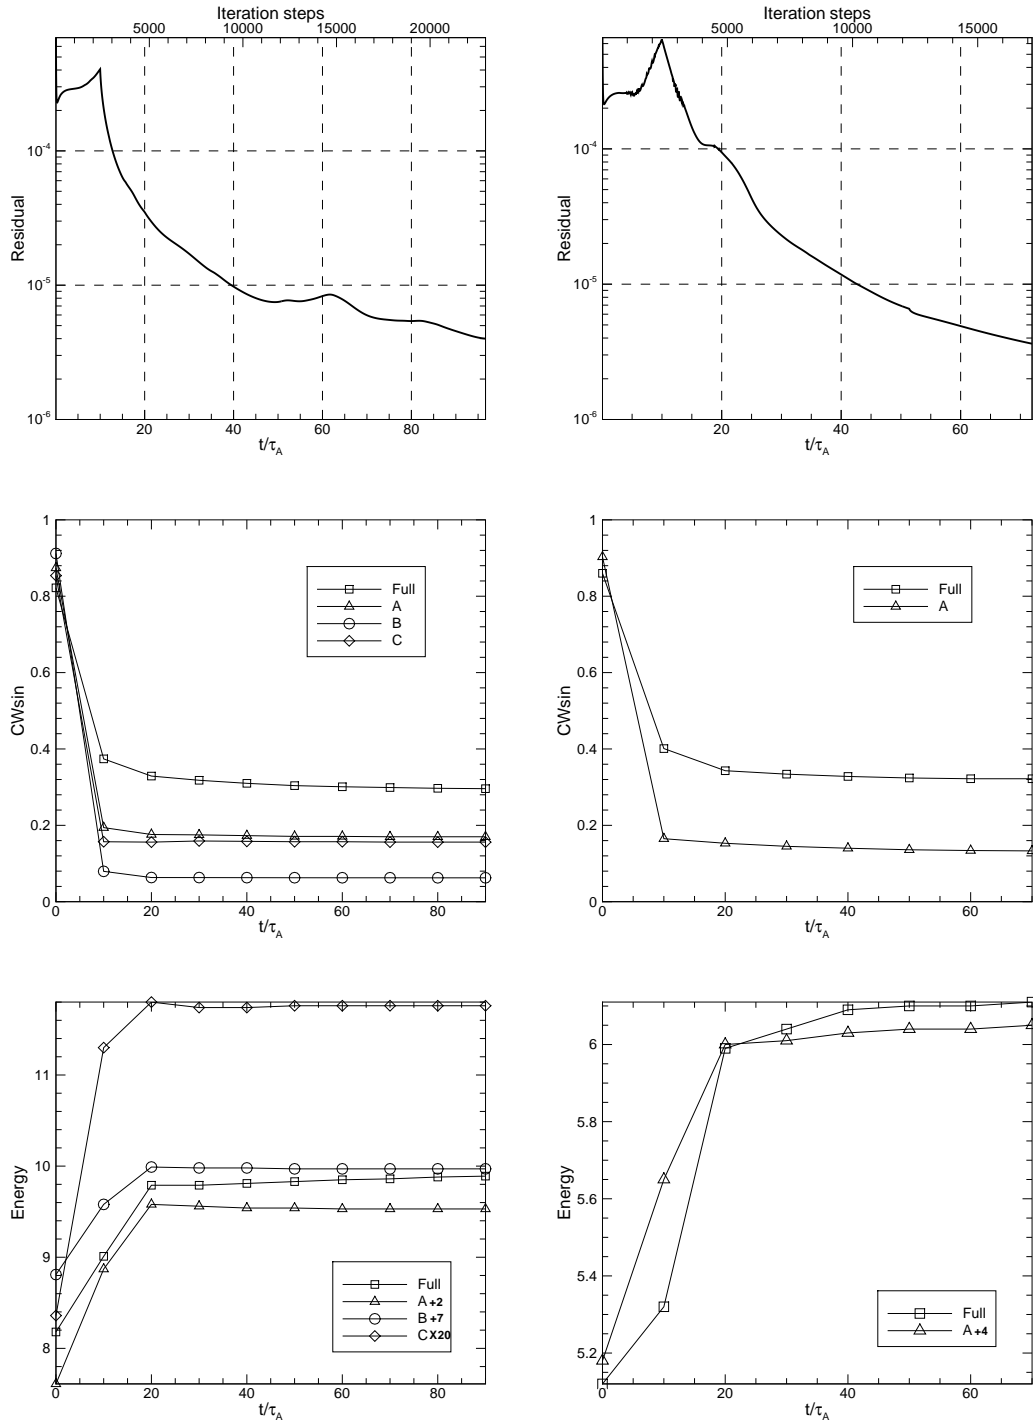 Iteration steps
5000 10000 15000 20000
Residual
10-4
10-5
10-6
20 40 60 80
t/τA
Iteration steps
5000 10000 15000
Residual
10-4
10-5
10-6
20 40 60
t/τA
CWsin
1
0.8
0.6
0.4
0.2
0
0 20 40 60 80
t/τA
Full
A
B
C
CWsin
1
0.8
0.6
0.4
0.2
0
0 20 40 60
t/τA
Full
A
Energy
11
10
9
8
0 20 40 60 80
t/τA
Full
A +2
B +7
C X20
Energy
6
5.8
5.6
5.4
5.2
0 20 40 60
t/τA
Full
A +4